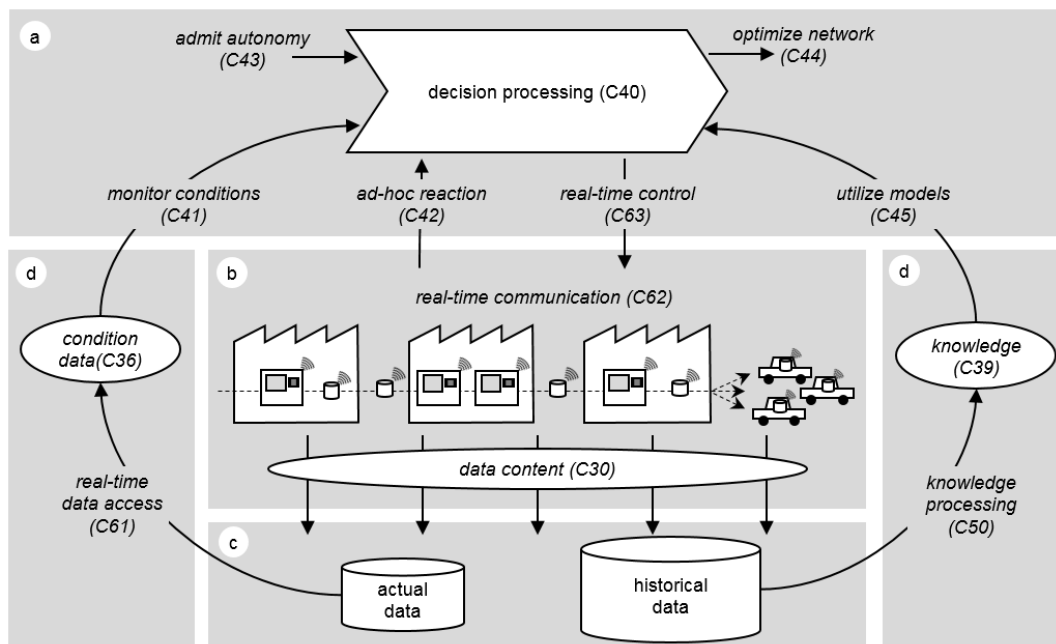 a
admit autonomy
(C43)
optimize network
(C44)
decision processing (C40)
monitor conditions
(C41)
ad-hoc reaction
(C42)
real-time control
(C63)
utilize models
(C45)
d
b
d
real-time communication (C62)
condition
data(C36)
knowledge
(C39)
data content (C30)
real-time
data access
(C61)
knowledge
processing
(C50)
c
actual
data
historical
data